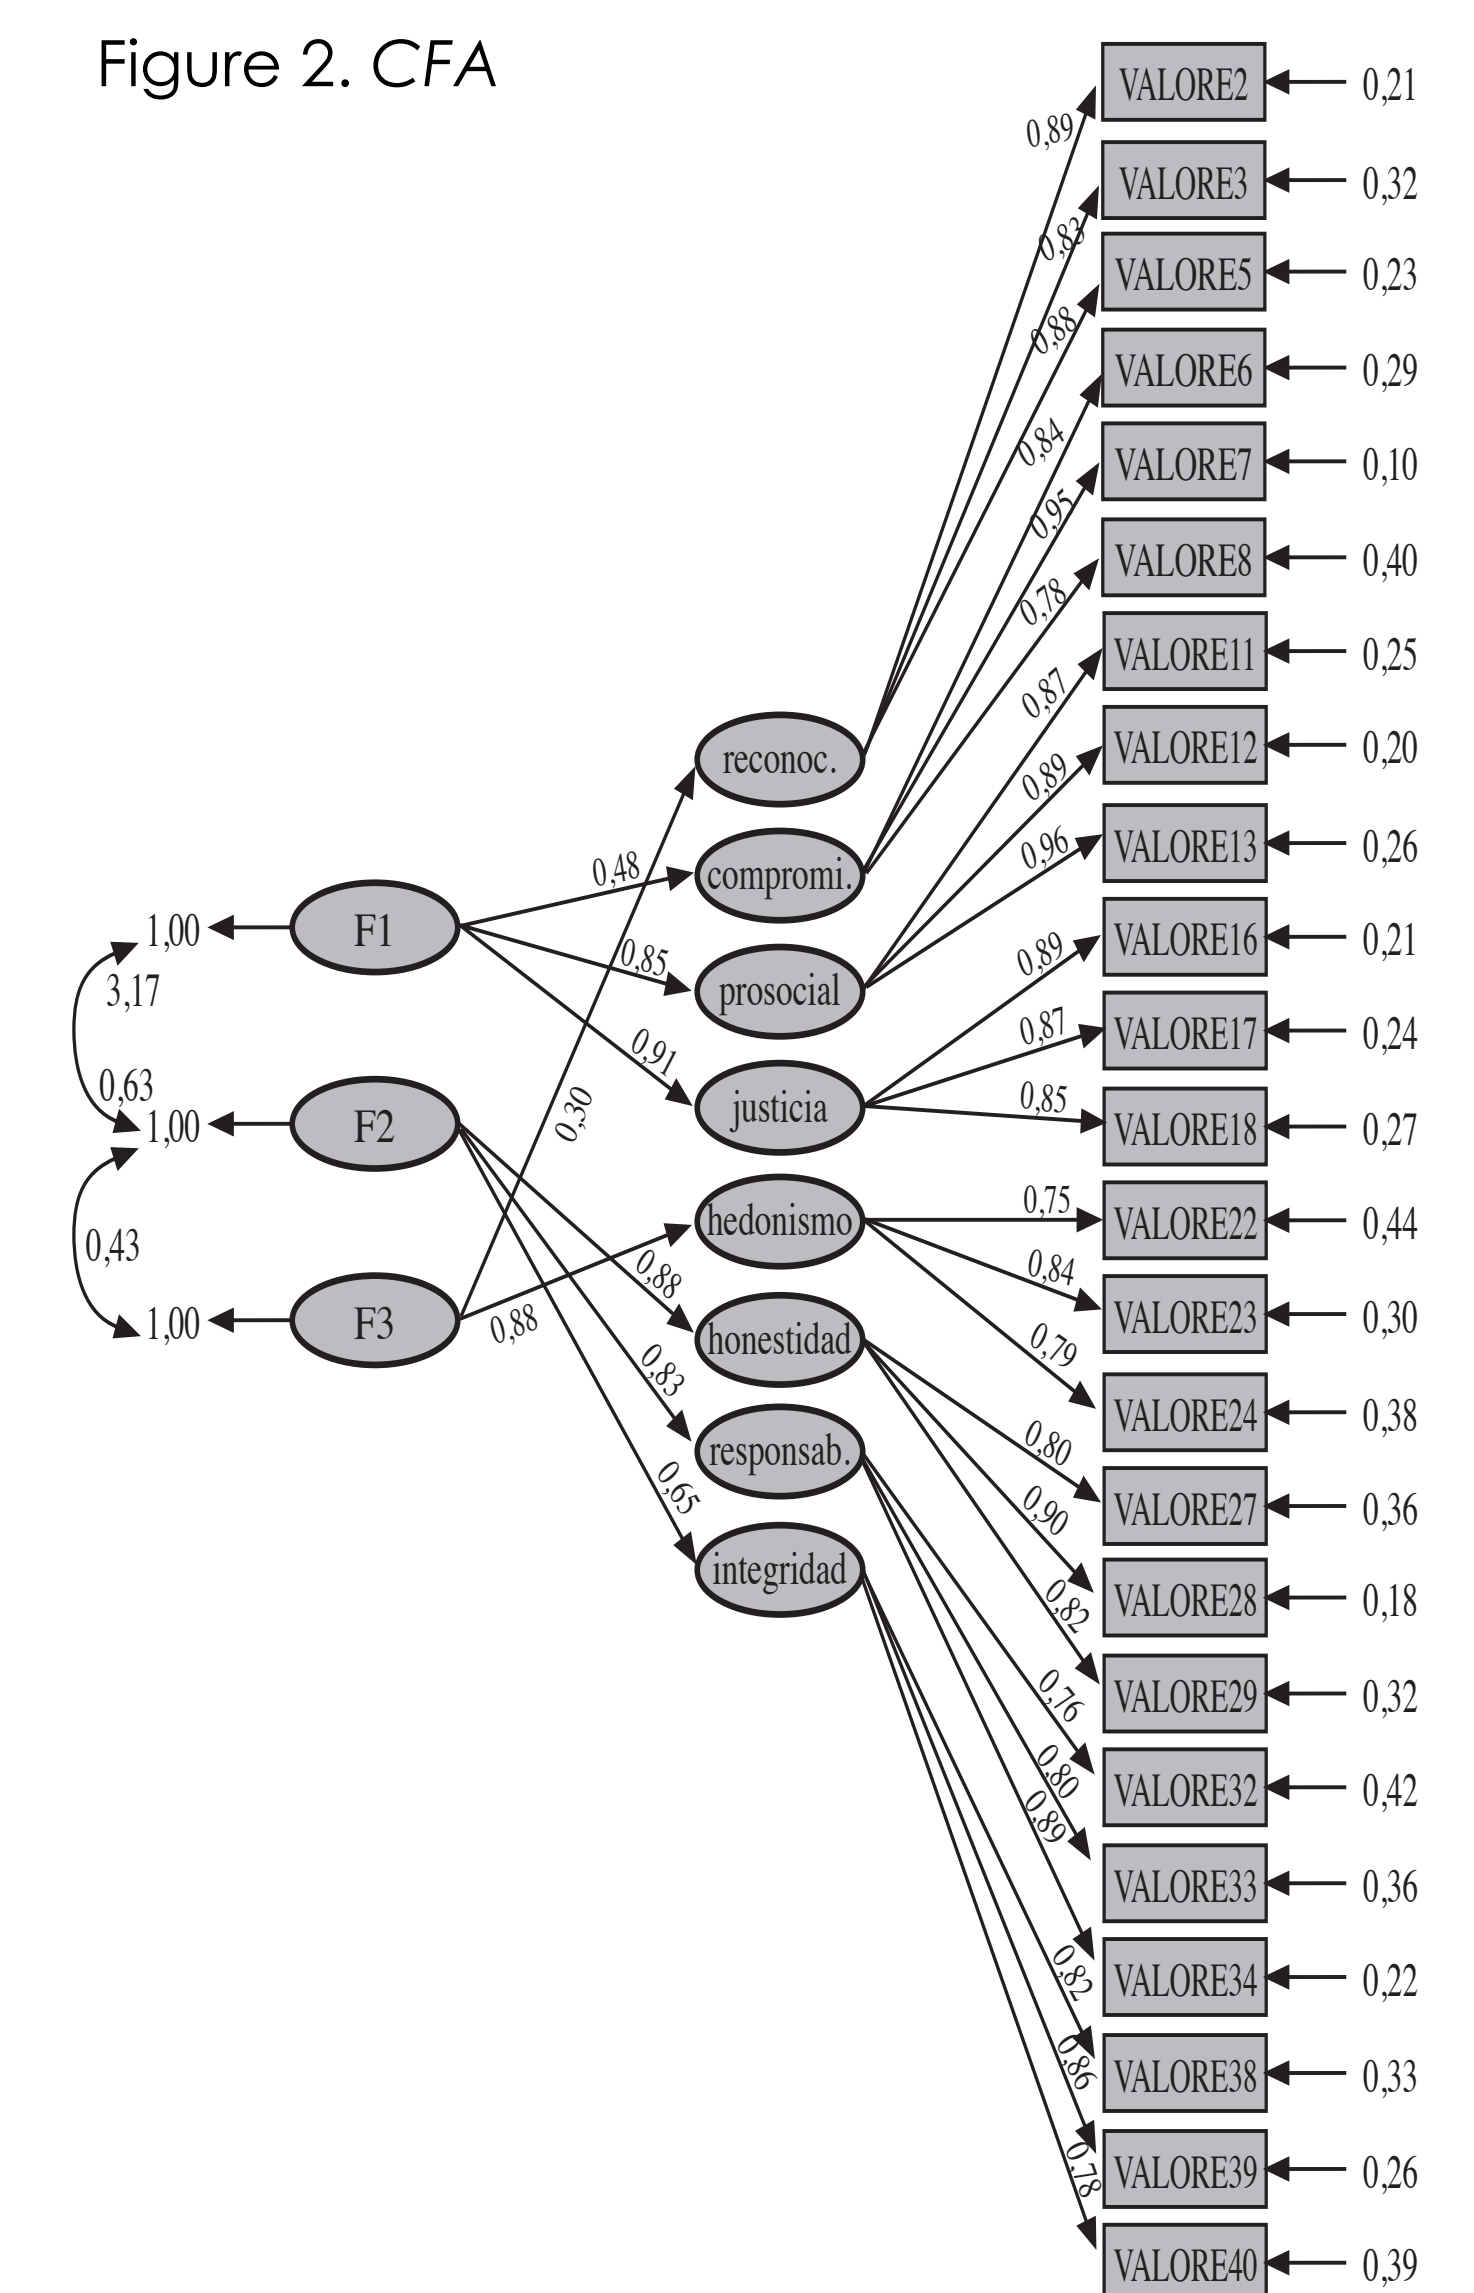 Figure 2. CFA
VALORE2
0,21
0,89
VALORE3
0,32
0,83
VALORE5
0,23
0,88
VALORE6
0,29
0,84
VALORE7
0,10
0,95
VALORE8
0,40
0,78
VALORE11
0,25
0,87
VALORE12
0,20
0,89
VALORE13
0,26
0,96
VALORE16
0,21
0,89
VALORE17
0,24
0,87
VALORE18
0,27
0,85
VALORE22
0,44
0,75
VALORE23
0,30
0,84
VALORE24
0,38
0,79
VALORE27
0,36
0,80
VALORE28
0,18
0,90
VALORE29
0,32
0,82
VALORE32
0,42
0,76
VALORE33
0,36
0,80
VALORE34
0,22
0,89
VALORE38
0,33
0,82
VALORE39
0,26
0,86
VALORE40
0,39
0,78
reconoc.
compromi.
prosocial
justicia
hedonismo
honestidad
responsab.
integridad
0,48
0,85
0,91
0,30
0,88
0,88
0,83
0,65
F1
F2
F3
1,00
3,17
0,63
1,00
0,43
1,00